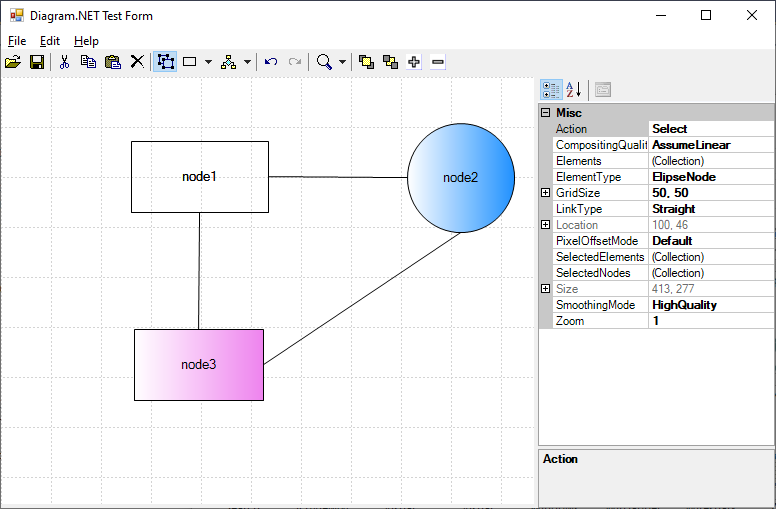 Diagram.NET Test Form
File Edit Help
node1
node2
node3
A
Z
Misc
Action Select
CompositingQualit AssumeLinear
Elements (Collection)
ElementType ElipseNode
GridSize 50, 50
LinkType Straight
Location 100, 46
PixelOffsetMode Default
SelectedElements (Collection)
SelectedNodes (Collection)
Size 413, 277
SmoothingMode HighQuality
Zoom 1
Action